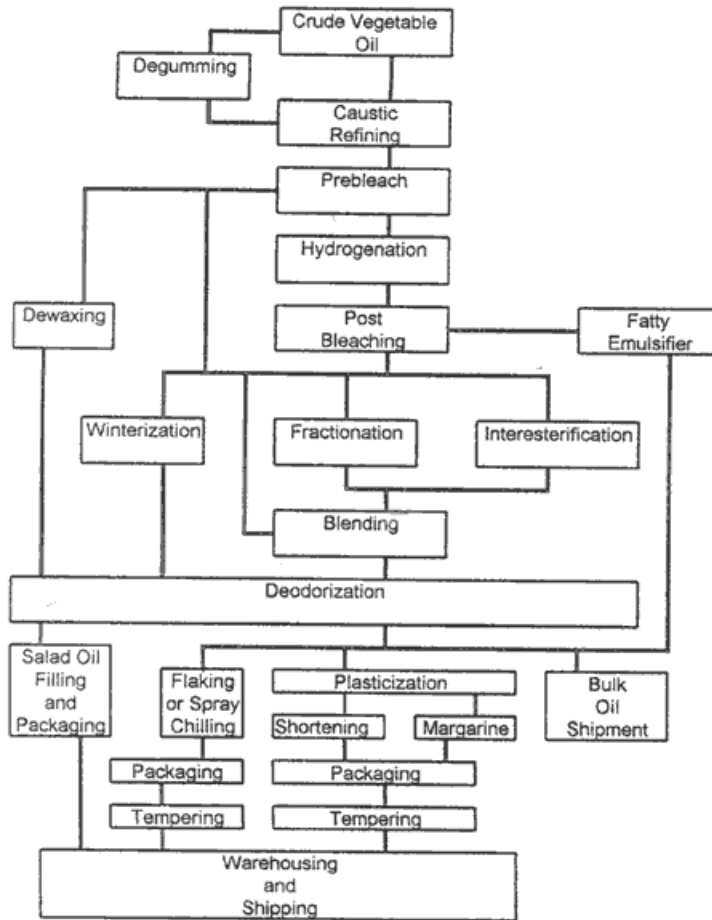 Crude Vegetable
Oil
Degumming
Caustic
Refining
Prebleach
Hydrogenation
Dewaxing
Post
Bleaching
Fatty
Emulsifier
Winterization
Fractionation
Interesterification
Blending
Deodorization
Salad Oil
Filling
and
Packaging
Flaking
or Spray
Chilling
Plasticization
Bulk
Oil
Shipment
Shortening
Margarine
Packaging
Packaging
Tempering
Tempering
Warehousing
and
Shipping